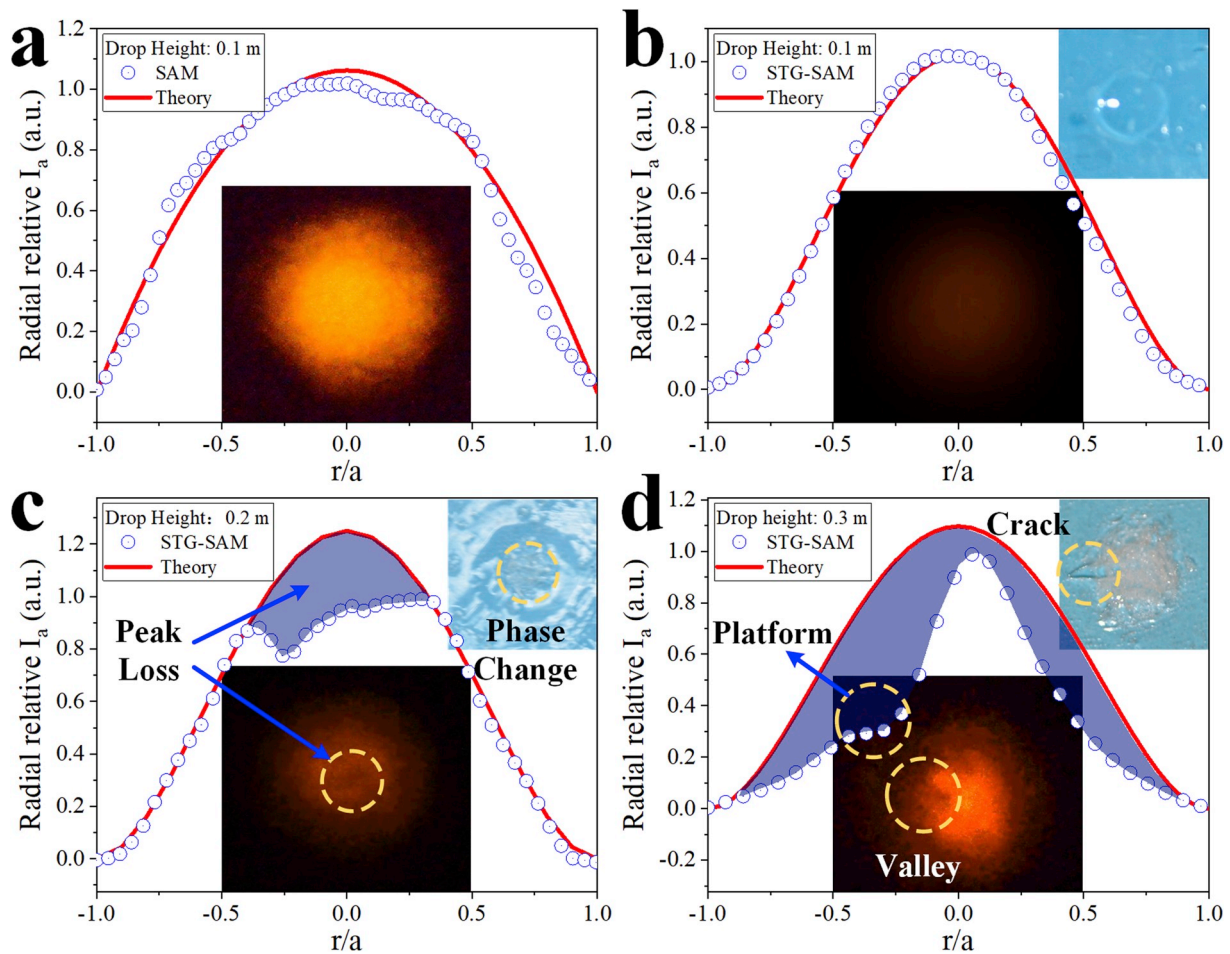 a
Drop Height: 0.1 m
SAM
Theory
Radial relative I_a (a.u.)
1.2
1.0
0.8
0.6
0.4
0.2
0.0
-1.0 -0.5 0.0 0.5 1.0
r/a
b
Drop Height: 0.1 m
STG-SAM
Theory
Radial relative I_a (a.u.)
1.0
0.8
0.6
0.4
0.2
0.0
-1.0 -0.5 0.0 0.5 1.0
r/a
c
Drop Height: 0.2 m
STG-SAM
Theory
Peak
Loss
Phase
Change
Radial relative I_a (a.u.)
1.2
1.0
0.8
0.6
0.4
0.2
0.0
-1.0 -0.5 0.0 0.5 1.0
r/a
d
Drop height: 0.3 m
STG-SAM
Theory
Crack
Platform
Valley
Radial relative I_a (a.u.)
1.2
1.0
0.8
0.6
0.4
0.2
0.0
-0.2
-1.0 -0.5 0.0 0.5 1.0
r/a